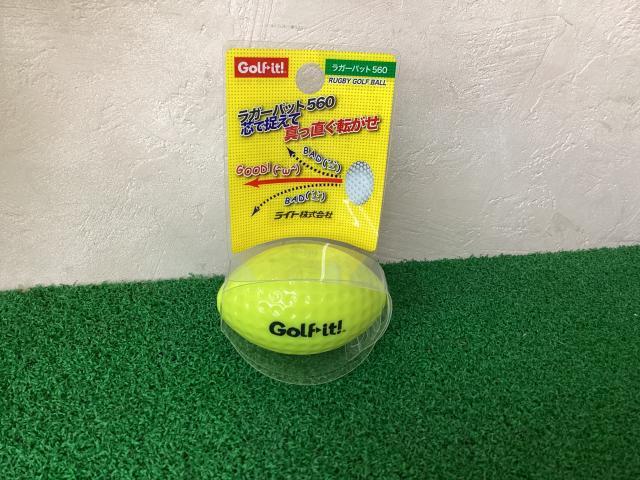 Golf it!
ラガーパット560
RUGBY GOLF BALL
ラガーパット560
芯で捉えて
真っ直ぐ転がせ
BAD
GOOD! (^ω^)
BAD
ライト株式会社
Golf it!